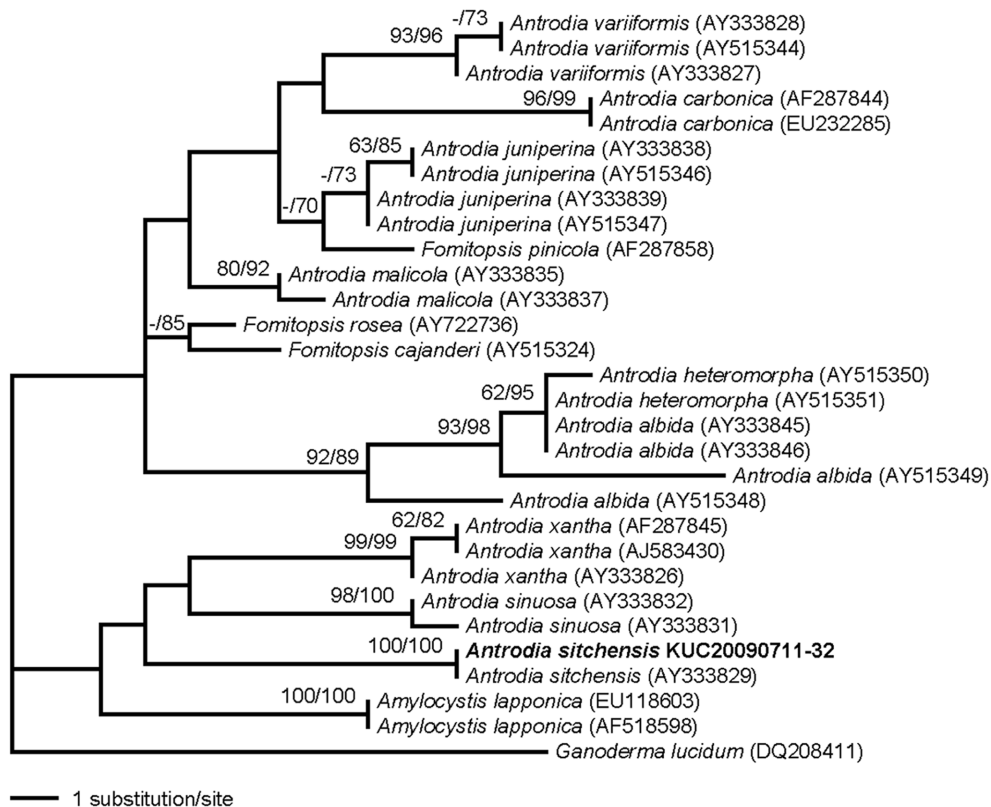 -/73
Antrodia variiformis (AY333828)
93/96
Antrodia variiformis (AY515344)
Antrodia variiformis (AY333827)
96/99
Antrodia carbonica (AF287844)
Antrodia carbonica (EU232285)
63/85
Antrodia juniperina (AY333838)
-/73
Antrodia juniperina (AY515346)
Antrodia juniperina (AY333839)
-/70
Antrodia juniperina (AY515347)
Fomitopsis pinicola (AF287858)
80/92
Antrodia malicola (AY333835)
Antrodia malicola (AY333837)
-/85
Fomitopsis rosea (AY722736)
Fomitopsis cajanderi (AY515324)
Antrodia heteromorpha (AY515350)
62/95
Antrodia heteromorpha (AY515351)
93/98
Antrodia albida (AY333845)
Antrodia albida (AY333846)
92/89
Antrodia albida (AY515349)
Antrodia albida (AY515348)
62/82
Antrodia xantha (AF287845)
99/99
Antrodia xantha (AJ583430)
Antrodia xantha (AY333826)
98/100
Antrodia sinuosa (AY333832)
Antrodia sinuosa (AY333831)
100/100
Antrodia sitchensis KUC20090711-32
Antrodia sitchensis (AY333829)
100/100
Amylocystis lapponica (EU118603)
Amylocystis lapponica (AF518598)
Ganoderma lucidum (DQ208411)
1 substitution/site